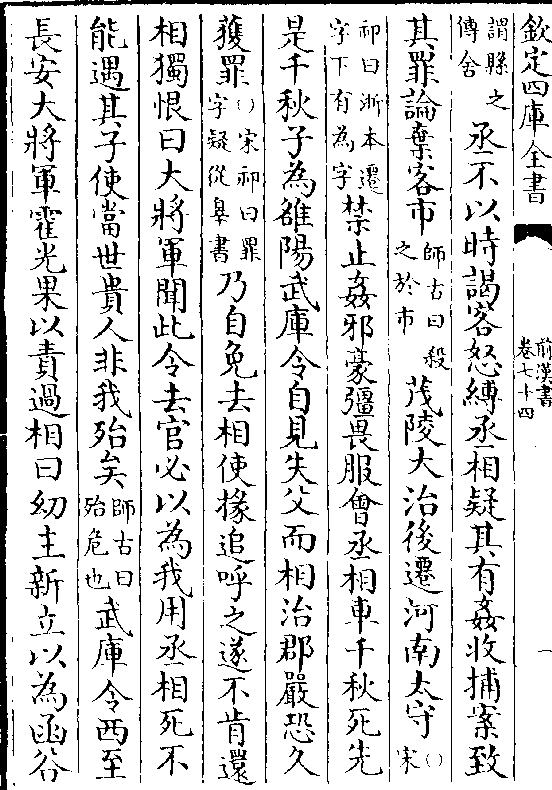 欽定四庫全書
前漢書
卷七十四
一
謂縣之
傳舍
丞不以時謁客怒縛丞相疑其有姦收捕案致
其罪論棄客市
師古曰殺
之於市
茂陵大治後遷河南太守
○
宋
祁曰浙本遷
字下有為字
禁止姦邪豪彊畏服會丞相車千秋死先
是千秋子為雒陽武庫令自見失父而相治郡嚴恐久
獲罪
○宋祁曰罪
字疑從辠書
乃自免去相使掾追呼之遂不肯還
相獨恨曰大將軍聞此令去官必以為我用丞相死不
能遇其子使當世貴人非我殆矣
師古曰
殆危也
武庫令西至
長安大將軍霍光果以責過相曰幼主新立以為函谷